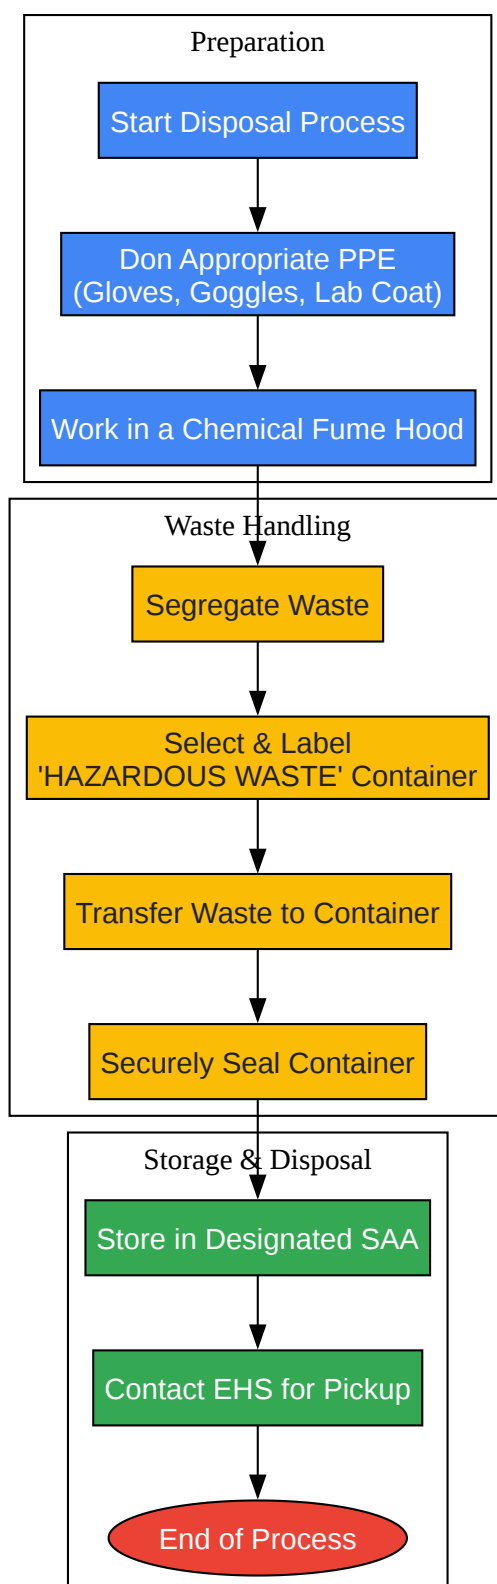 Preparation
Start Disposal Process
Don Appropriate PPE
(Gloves, Goggles, Lab Coat)
Work in a Chemical Fume Hood
Waste Handling
Segregate Waste
Select & Label
'HAZARDOUS WASTE' Container
Transfer Waste to Container
Securely Seal Container
Storage & Disposal
Store in Designated SAA
Contact EHS for Pickup
End of Process